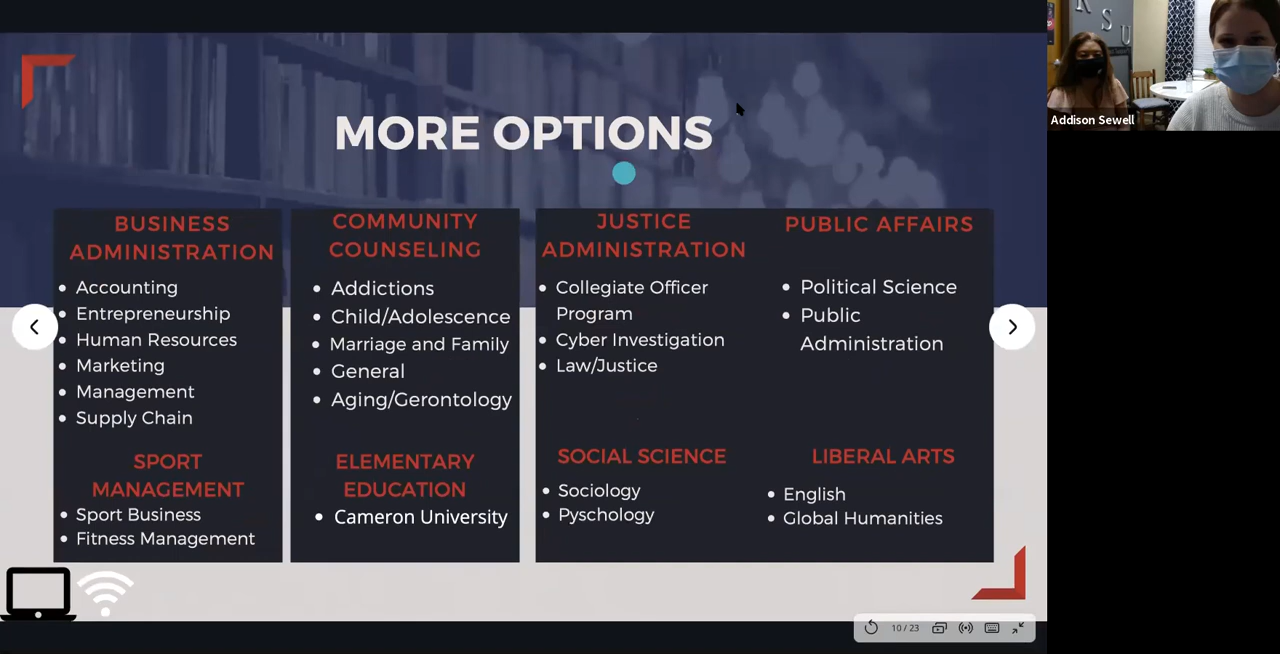 MORE OPTIONS
BUSINESS
ADMINISTRATION
Accounting
Entrepreneurship
Human Resources
Marketing
Management
Supply Chain
SPORT
MANAGEMENT
Sport Business
Fitness Management
COMMUNITY
COUNSELING
Addictions
Child/Adolescence
Marriage and Family
General
Aging/Gerontology
ELEMENTARY
EDUCATION
Cameron University
JUSTICE
ADMINISTRATION
Collegiate Officer
Program
Cyber Investigation
Law/Justice
SOCIAL SCIENCE
Sociology
Pyschology
PUBLIC AFFAIRS
Political Science
Public
Administration
LIBERAL ARTS
English
Global Humanities
10 / 23
R S U
Addison Sewell